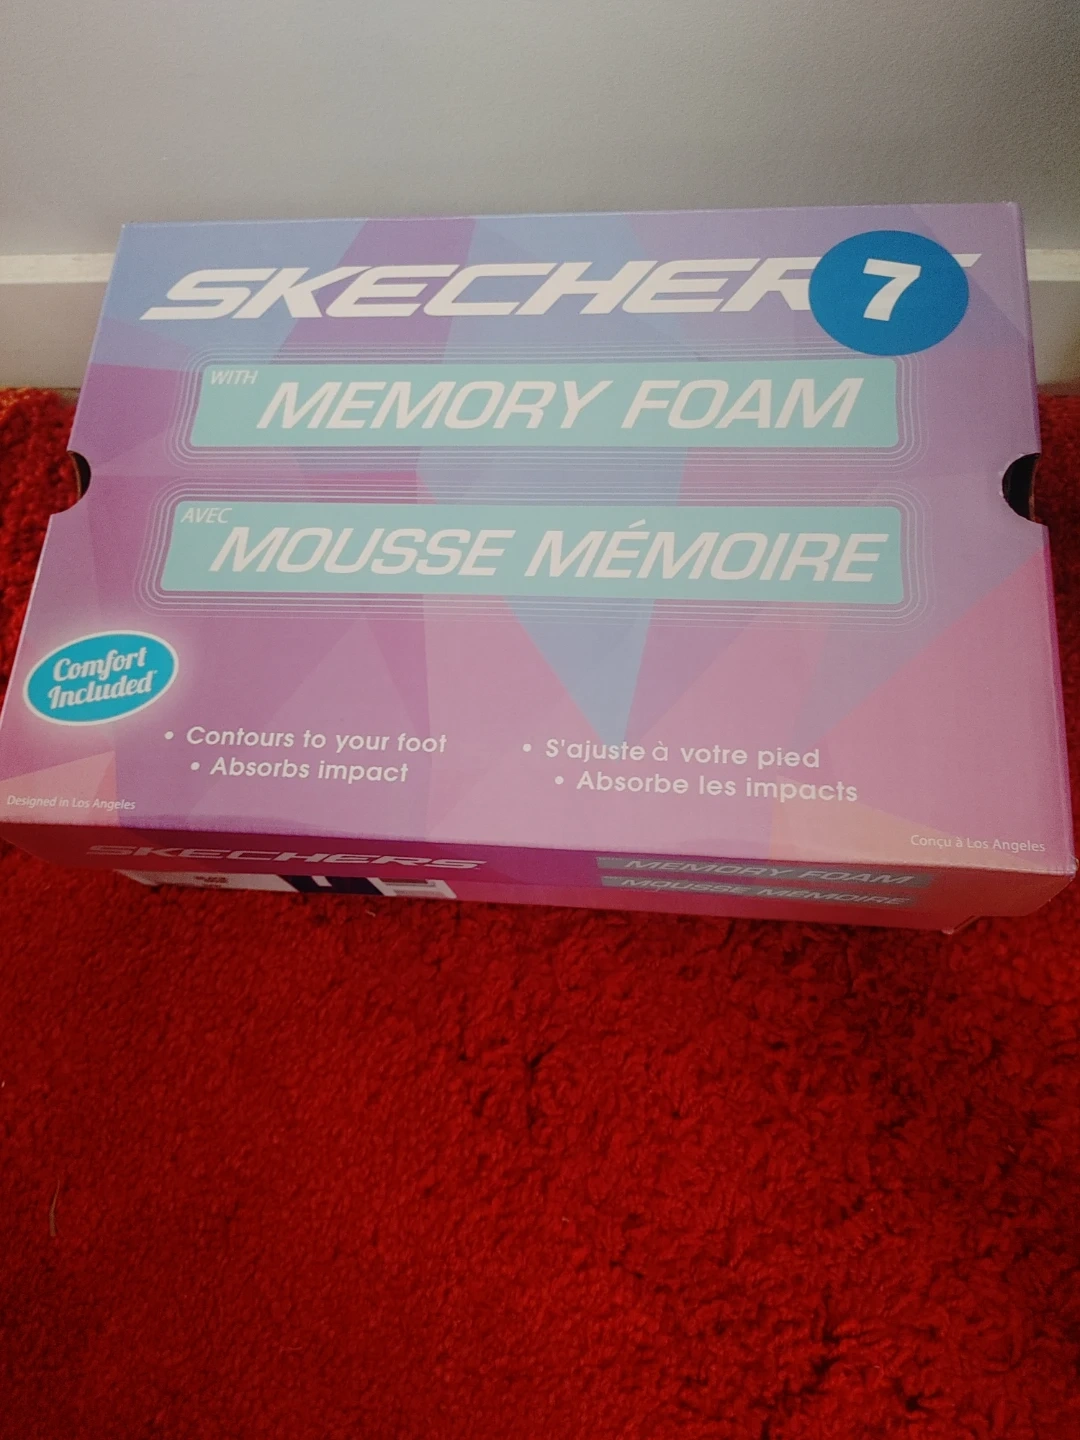 SKECHERS
7
WITH
MEMORY FOAM
AVEC
MOUSSE MÉMOIRE
Comfort
Included
• Contours to your foot
• Absorbs impact
• S'ajuste à votre pied
• Absorbe les impacts
Designed in Los Angeles
Conçu à Los Angeles
SKECHERS
MEMORY FOAM
MOUSSE MÉMOIRE